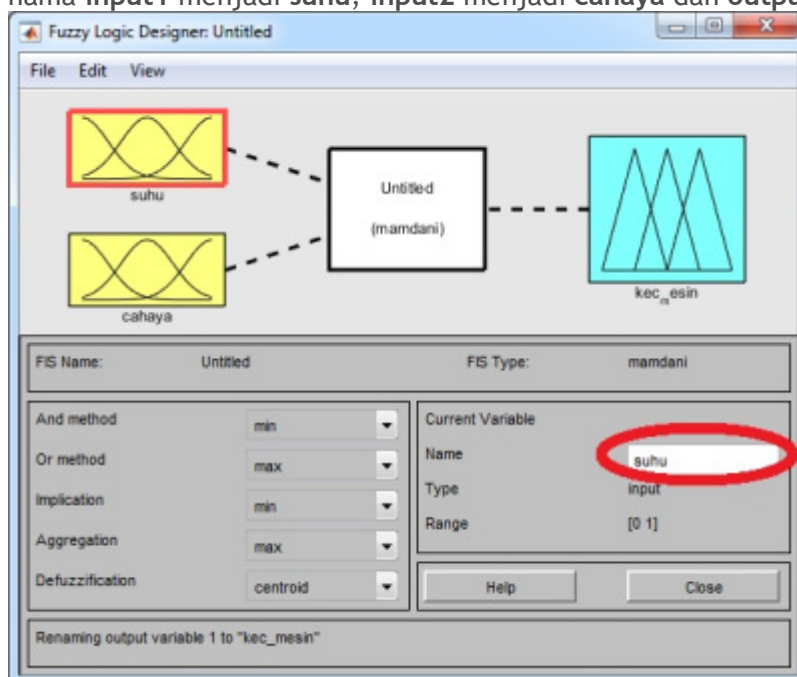 nama input1 menjadi suhu, input2 menjadi cahaya dan outpu
Fuzzy Logic Designer: Untitled
File Edit View
suhu
cahaya
Untitled
(mamdani)
kec_mesin
FIS Name: Untitled FIS Type: mamdani
And method min
Or method max
Implication min
Aggregation max
Defuzzification centroid
Current Variable
Name suhu
Type input
Range [0 1]
Help Close
Renaming output variable 1 to "kec_mesin"